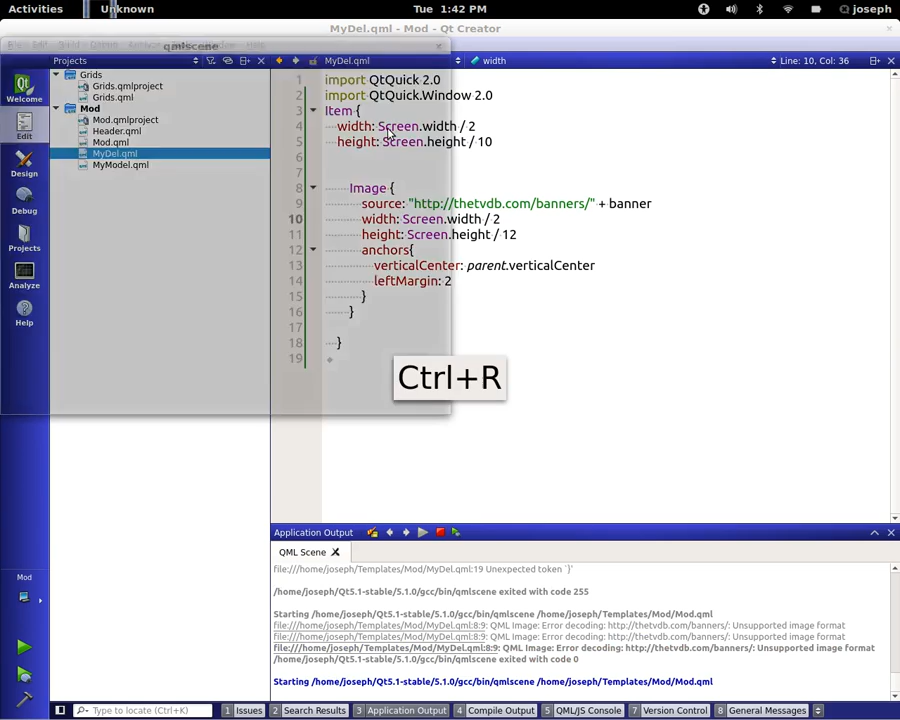 Activities
Unknown
Tue 1:42 PM
joseph
MyDel.qml - Mod - Qt Creator
qmlscene
Projects
MyDel.qml
width
Line: 10, Col: 36
Welcome
Edit
Design
Debug
Projects
Analyze
Help
Grids
Grids.qmlproject
Grids.qml
Mod
Mod.qmlproject
Header.qml
Mod.qml
MyDel.qml
MyModel.qml
1 import QtQuick 2.0
2 import QtQuick.Window 2.0
3 Item {
4 width: Screen.width / 2
5 height: Screen.height / 10
6
7
8 Image {
9 source: "http://thetvdb.com/banners/" + banner
10 width: Screen.width / 2
11 height: Screen.height / 12
12 anchors{
13 verticalCenter: parent.verticalCenter
14 leftMargin: 2
15 }
16 }
17
18 }
19
Ctrl+R
Application Output
QML Scene
file:///home/joseph/Templates/Mod/MyDel.qml:19 Unexpected token `}'
/home/joseph/Qt5.1-stable/5.1.0/gcc/bin/qmlscene exited with code 255
Starting /home/joseph/Qt5.1-stable/5.1.0/gcc/bin/qmlscene /home/joseph/Templates/Mod/Mod.qml
file:///home/joseph/Templates/Mod/MyDel.qml:8:9: QML Image: Error decoding: http://thetvdb.com/banners/: Unsupported image format
file:///home/joseph/Templates/Mod/MyDel.qml:8:9: QML Image: Error decoding: http://thetvdb.com/banners/: Unsupported image format
file:///home/joseph/Templates/Mod/MyDel.qml:8:9: QML Image: Error decoding: http://thetvdb.com/banners/: Unsupported image format
/home/joseph/Qt5.1-stable/5.1.0/gcc/bin/qmlscene exited with code 0
Starting /home/joseph/Qt5.1-stable/5.1.0/gcc/bin/qmlscene /home/joseph/Templates/Mod/Mod.qml
Mod
Type to locate (Ctrl+K)
1 Issues
2 Search Results
3 Application Output
4 Compile Output
5 QML/JS Console
6 General Messages
7 Version Control
8 General Messages